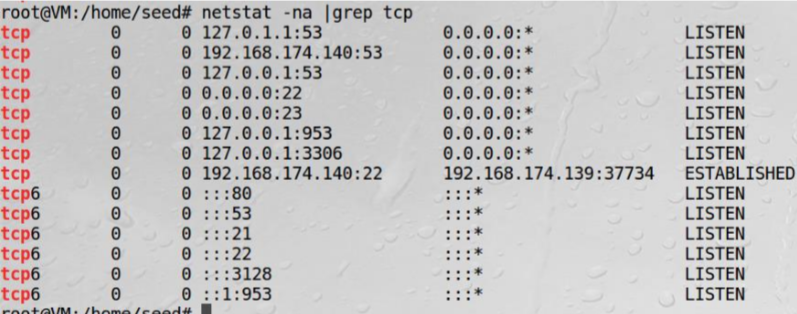 root@VM:/home/seed# netstat -na |grep tcp
tcp 0 0 127.0.1.1:53 0.0.0.0:* LISTEN
tcp 0 0 192.168.174.140:53 0.0.0.0:* LISTEN
tcp 0 0 127.0.0.1:53 0.0.0.0:* LISTEN
tcp 0 0 0.0.0.0:22 0.0.0.0:* LISTEN
tcp 0 0 0.0.0.0:23 0.0.0.0:* LISTEN
tcp 0 0 127.0.0.1:953 0.0.0.0:* LISTEN
tcp 0 0 127.0.0.1:3306 0.0.0.0:* LISTEN
tcp 0 0 192.168.174.140:22 192.168.174.139:37734 ESTABLISHED
tcp6 0 0 :::80 :::* LISTEN
tcp6 0 0 :::53 :::* LISTEN
tcp6 0 0 :::21 :::* LISTEN
tcp6 0 0 :::22 :::* LISTEN
tcp6 0 0 :::3128 :::* LISTEN
tcp6 0 0 ::1:953 :::* LISTEN
root@VM:/home/seed#